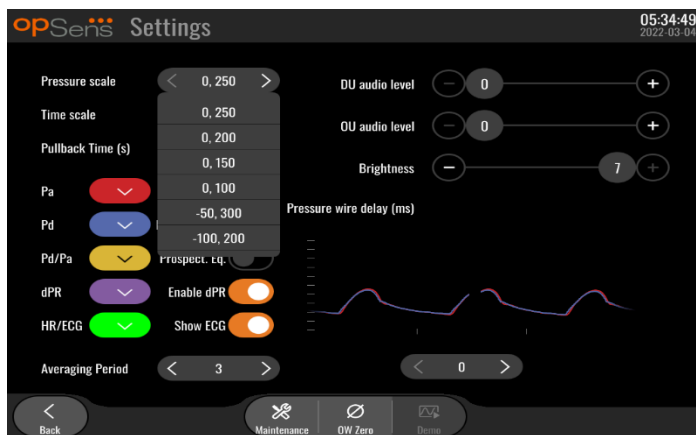 opSens Settings
05:34:49
2022-03-04
Pressure scale
0, 250
DU audio level
0
Time scale
0, 250
0, 200
OU audio level
0
Pullback Time (s)
0, 150
Brightness
7
Pa
0, 100
-50, 300
Pressure wire delay (ms)
Pd
-100, 200
Pd/Pa
Prospect. Eq.
dPR
Enable dPR
HR/ECG
Show ECG
Averaging Period
3
0
Back
Maintenance
OW Zero
Demo